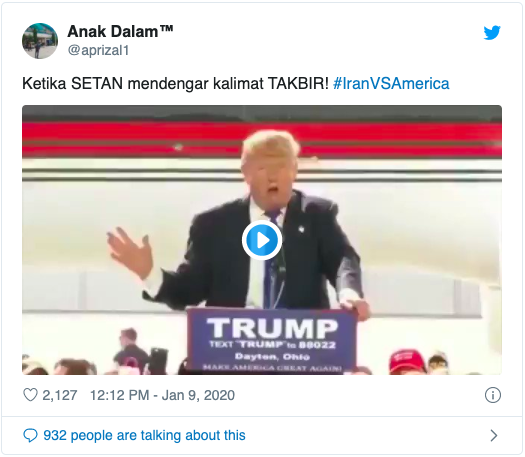 Anak Dalam™
@aprizal1
Ketika SETAN mendengar kalimat TAKBIR! #IranVSAmerica
TRUMP
TEXT "TRUMP" to 88022
Dayton, Ohio
MAKE AMERICA GREAT AGAIN!
2,127 12:12 PM - Jan 9, 2020
932 people are talking about this